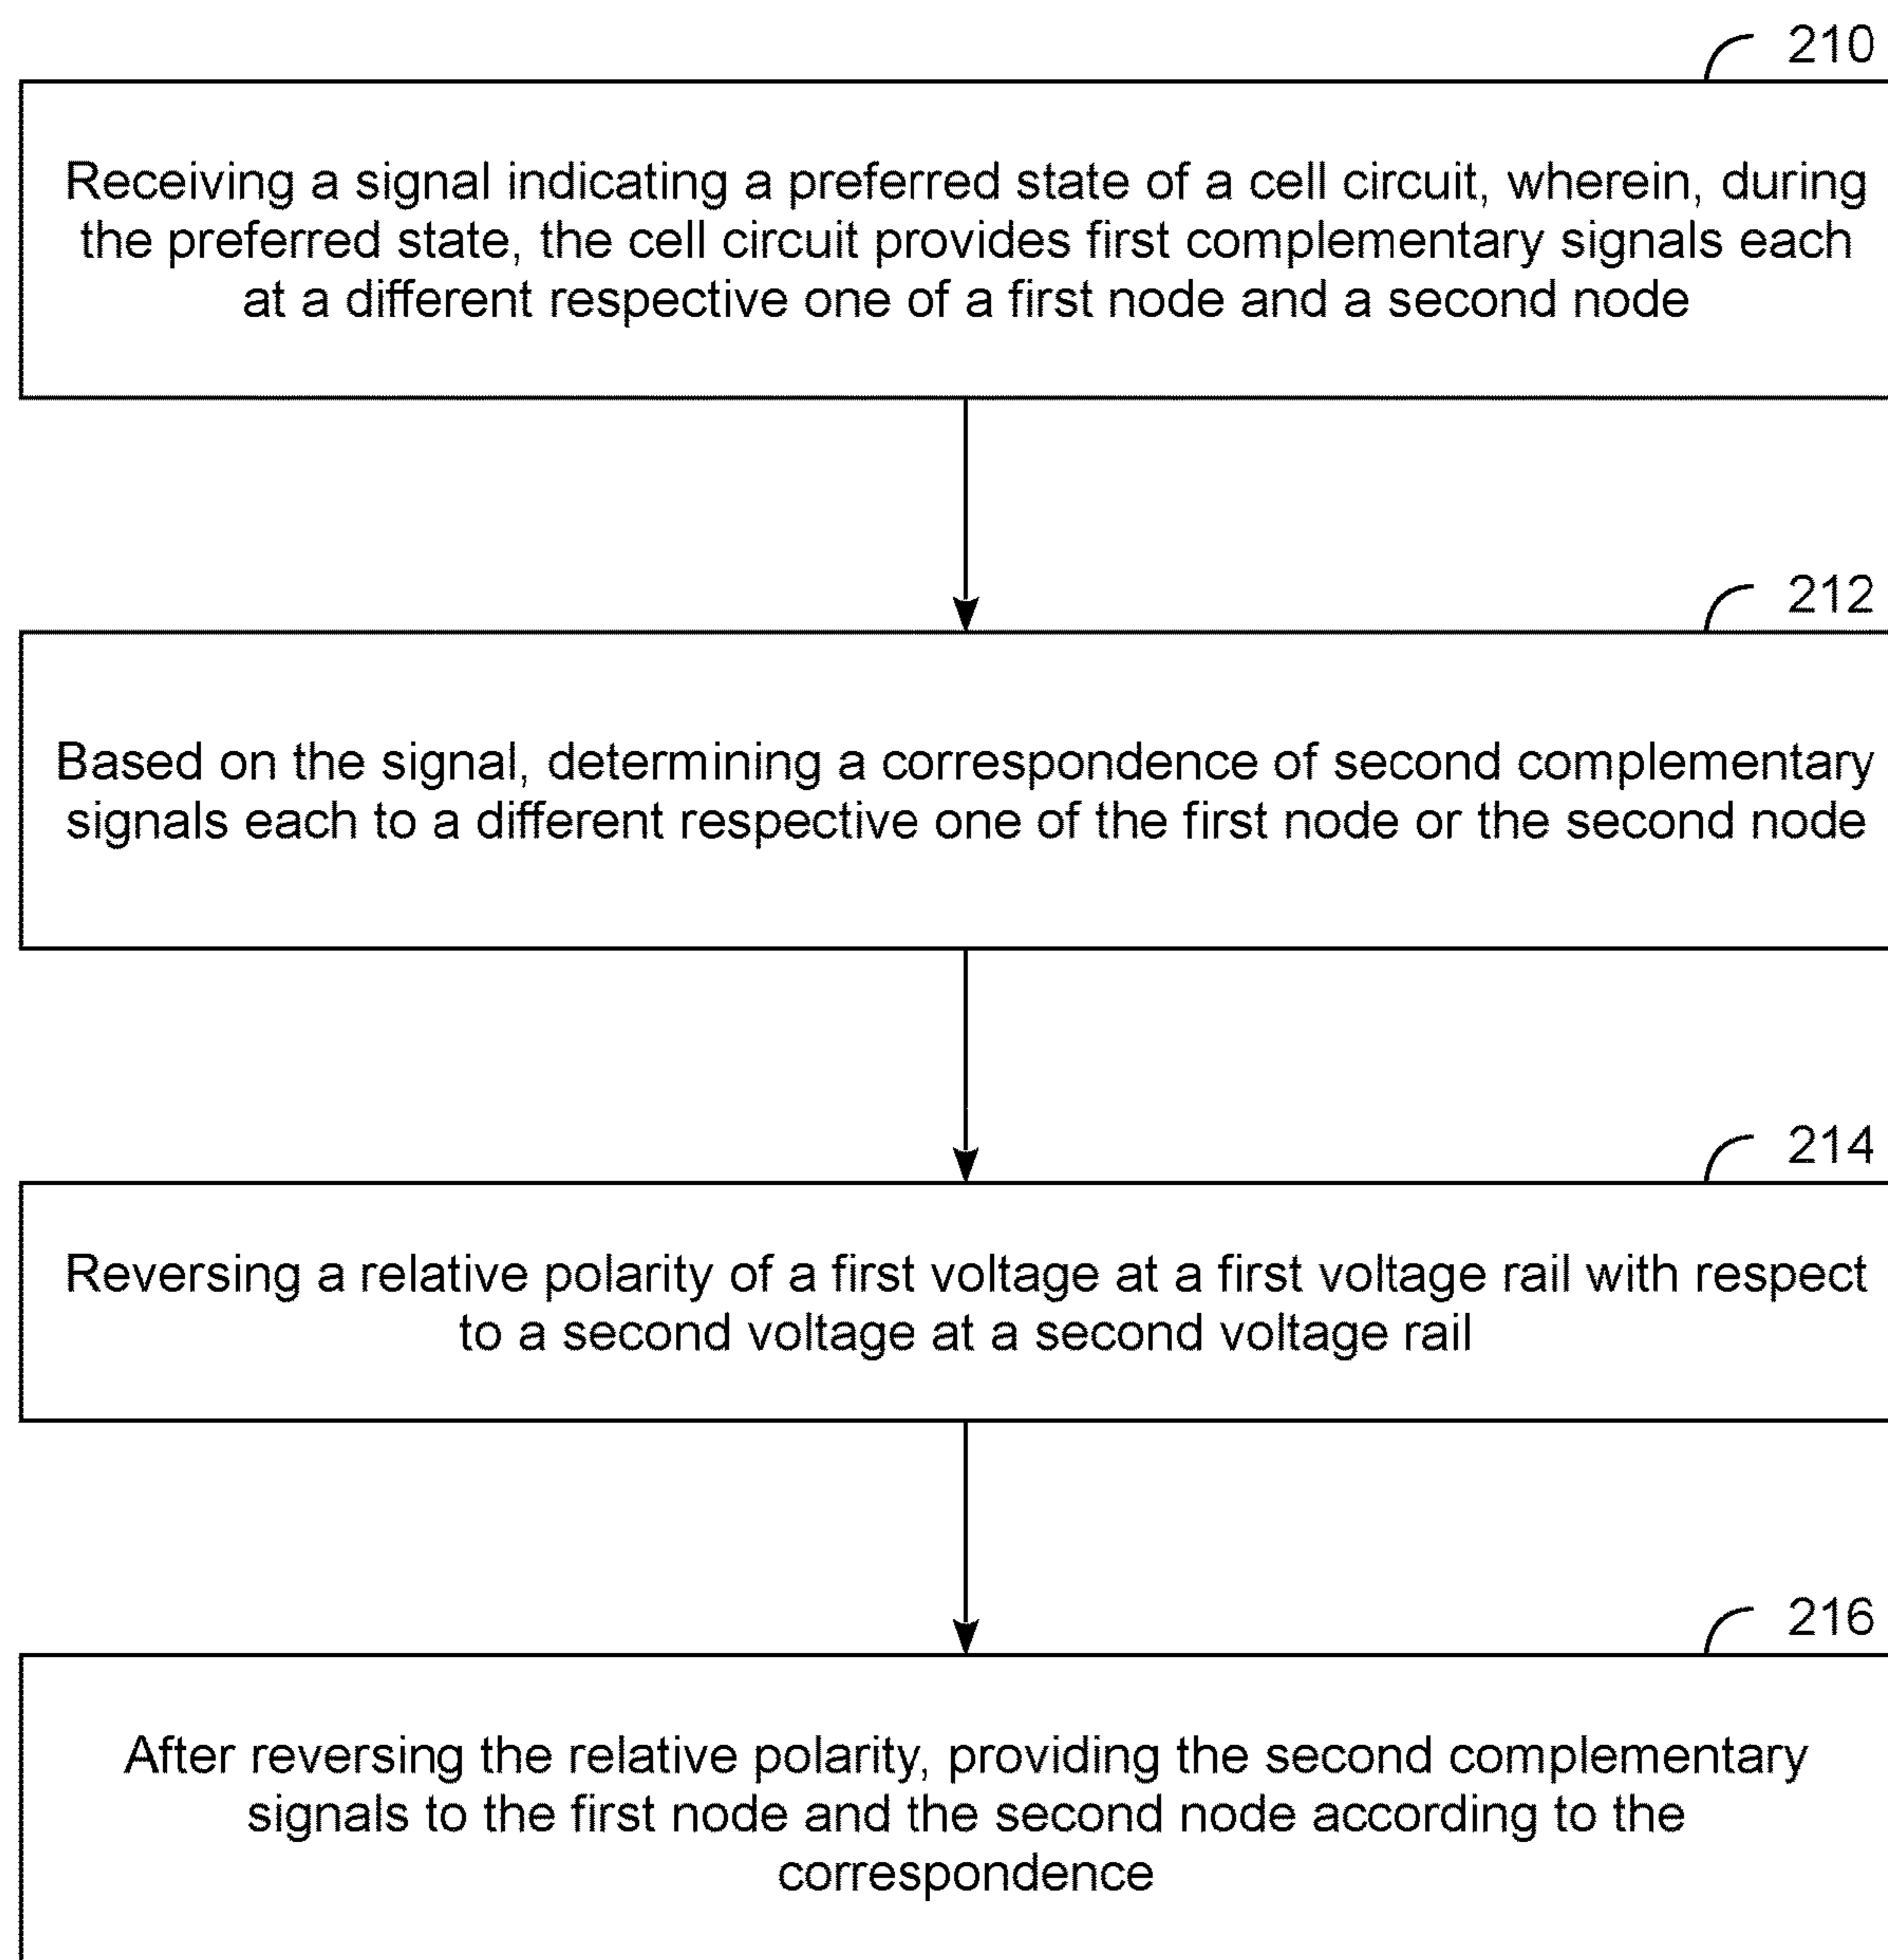 210
Receiving a signal indicating a preferred state of a cell circuit, wherein, during
the preferred state, the cell circuit provides first complementary signals each
at a different respective one of a first node and a second node
212
Based on the signal, determining a correspondence of second complementary
signals each to a different respective one of the first node or the second node
214
Reversing a relative polarity of a first voltage at a first voltage rail with respect
to a second voltage at a second voltage rail
216
After reversing the relative polarity, providing the second complementary
signals to the first node and the second node according to the
correspondence